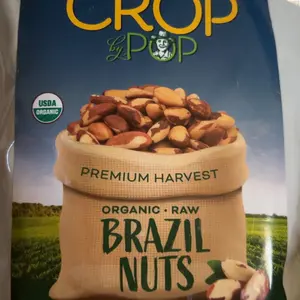 CROP
by POP
USDA
ORGANIC
PREMIUM HARVEST
ORGANIC • RAW
BRAZIL
NUTS